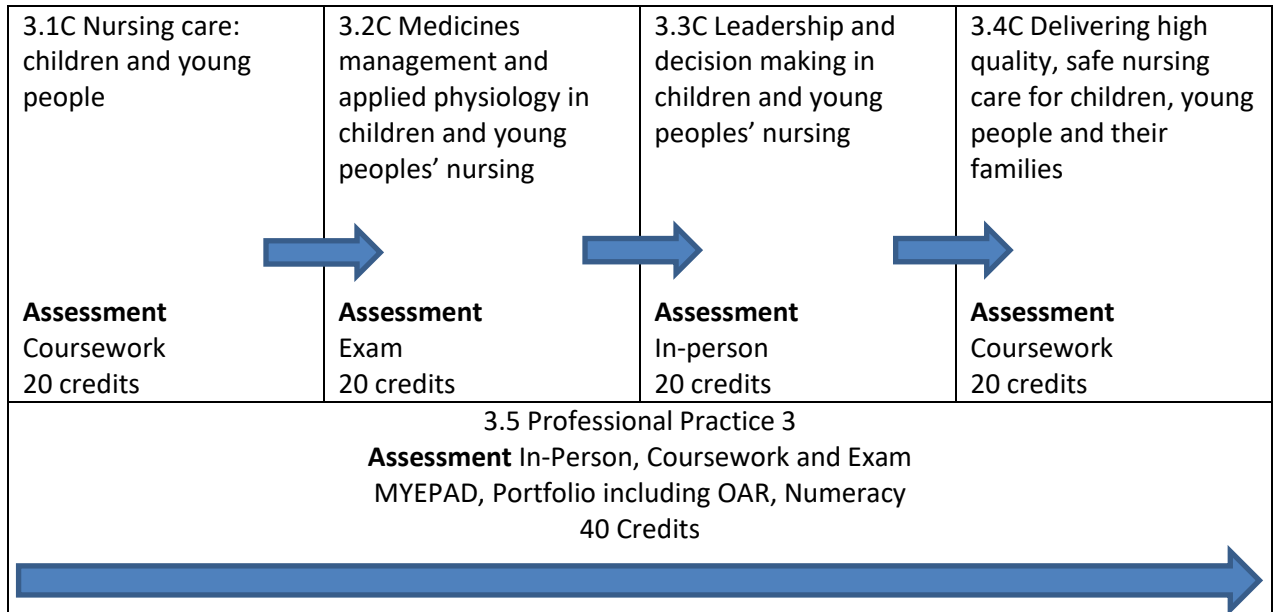 3.1C Nursing care:
children and young
people
Assessment
Coursework
20 credits
3.2C Medicines
management and
applied physiology in
children and young
peoples’ nursing
Assessment
Exam
20 credits
3.3C Leadership and
decision making in
children and young
peoples’ nursing
Assessment
In-person
20 credits
3.4C Delivering high
quality, safe nursing
care for children, young
people and their
families
Assessment
Coursework
20 credits
3.5 Professional Practice 3
Assessment In-Person, Coursework and Exam
MYEPAD, Portfolio including OAR, Numeracy
40 Credits